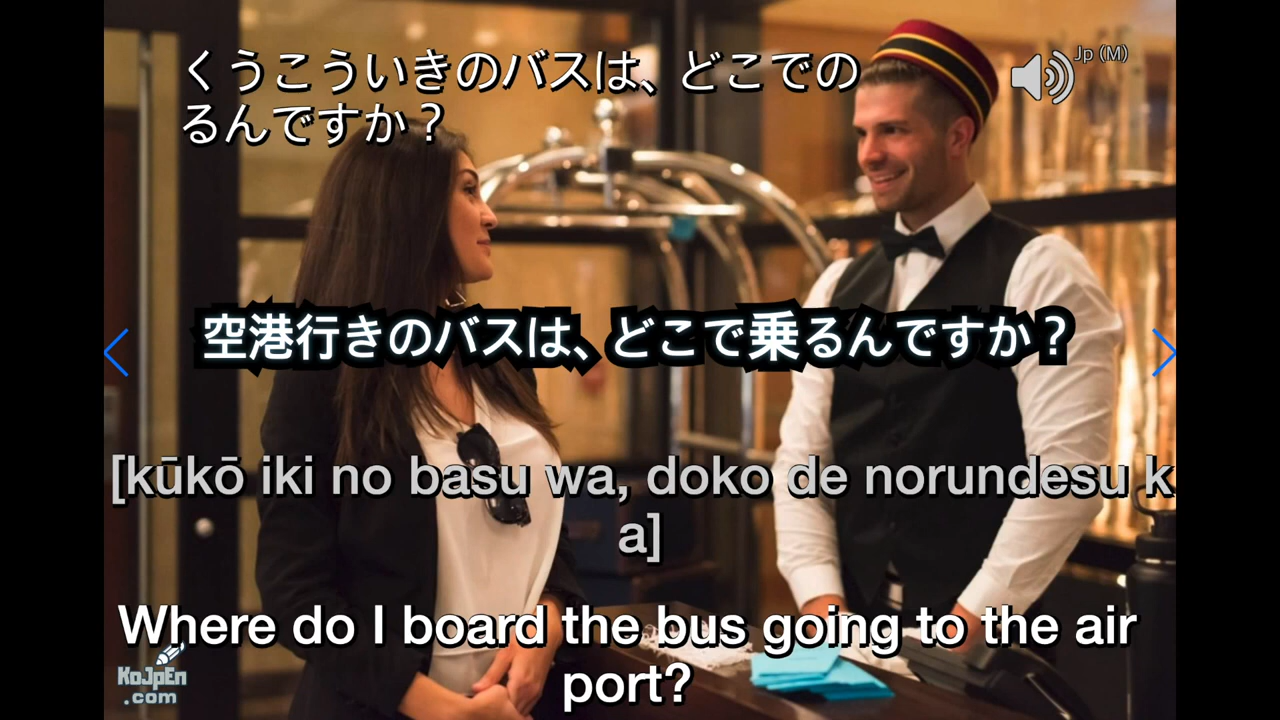 くうこういきのバスは、どこでの
るんですか？
Jp (M)
空港行きのバスは、どこで乗るんですか？
[kūkō iki no basu wa, doko de norundesu k
a]
Where do I board the bus going to the air
port?
KoJpEn
.com